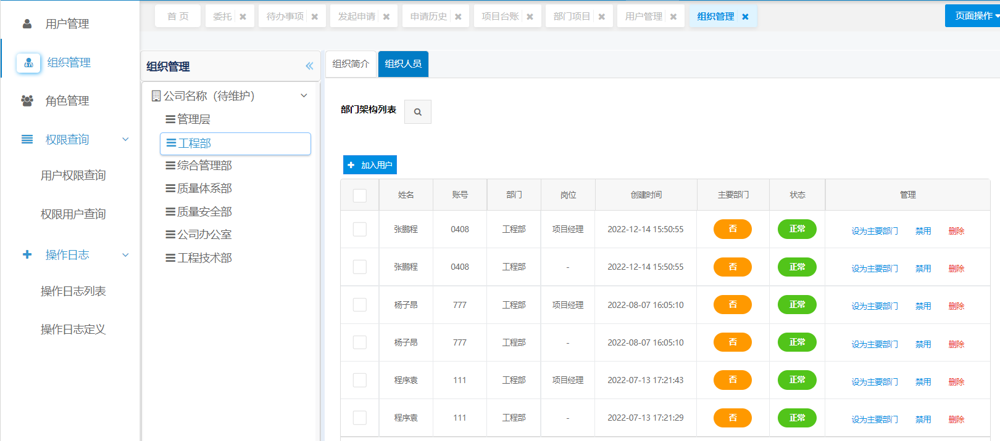 用户管理
组织管理
角色管理
权限查询
用户权限查询
权限用户查询
操作日志
操作日志列表
操作日志定义
首 页 委托 待办事项 发起申请 申请历史 项目台账 部门项目 用户管理 组织管理 页面操作
组织管理
公司名称（待维护）
管理层
工程部
综合管理部
质量体系部
质量安全部
公司办公室
工程技术部
组织简介 组织人员
部门架构列表
加入用户
姓名 账号 部门 岗位 创建时间 主要部门 状态 管理
张鹏程 0408 工程部 项目经理 2022-12-14 15:50:55 否 正常 设为主要部门 禁用 删除
张鹏程 0408 工程部 - 2022-12-14 15:50:55 否 正常 设为主要部门 禁用 删除
杨子昂 777 工程部 项目经理 2022-08-07 16:05:10 否 正常 设为主要部门 禁用 删除
杨子昂 777 工程部 - 2022-08-07 16:05:10 否 正常 设为主要部门 禁用 删除
程序袁 111 工程部 项目经理 2022-07-13 17:21:43 否 正常 设为主要部门 禁用 删除
程序袁 111 工程部 - 2022-07-13 17:21:29 否 正常 设为主要部门 禁用 删除